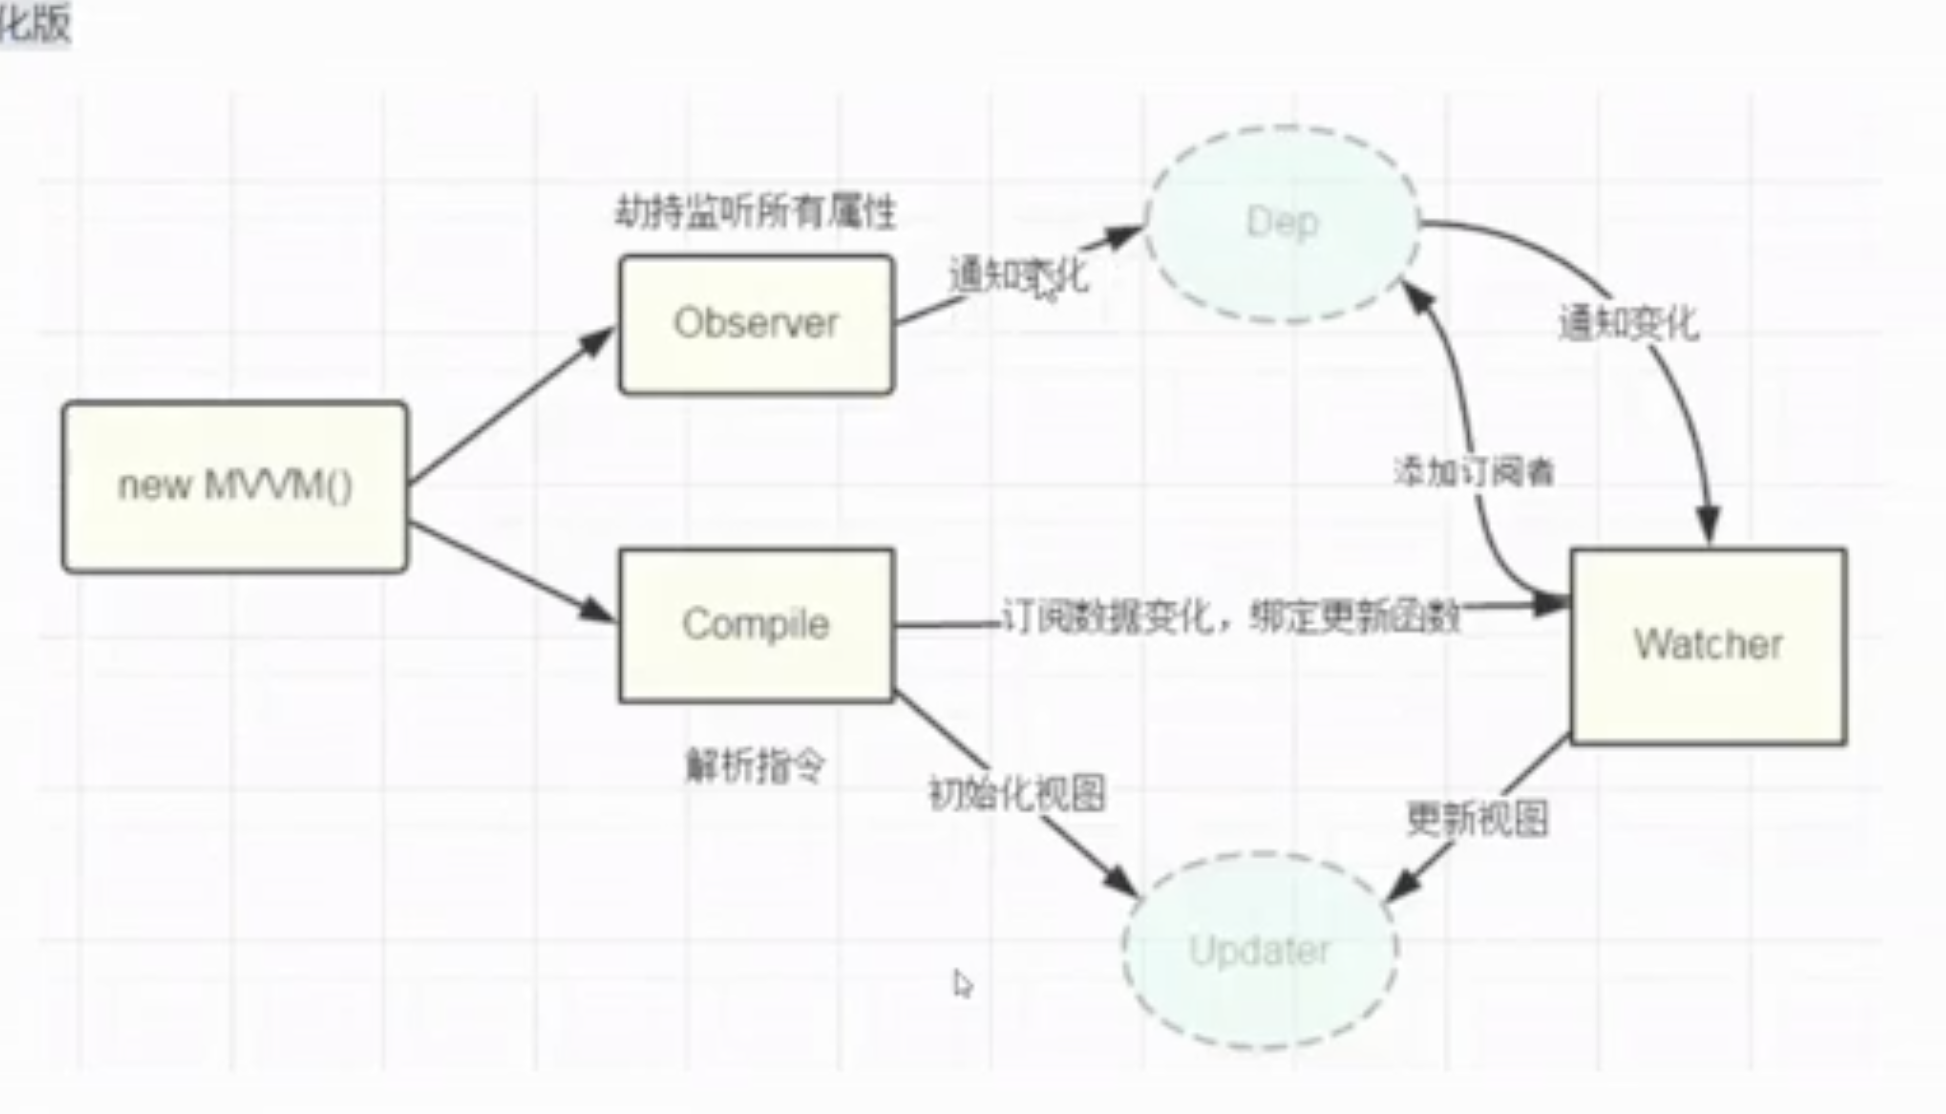 化版
劫持监听所有属性
Dep
通知变化
Observer
通知变化
new MVVM()
添加订阅者
Compile
订阅数据变化，绑定更新函数
Watcher
解析指令
初始化视图
更新视图
Updater